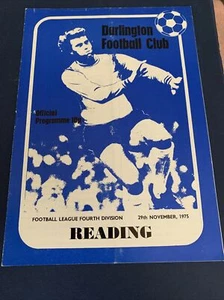 Darlington
Football Club
Official
Programme 10p
FOOTBALL LEAGUE FOURTH DIVISION
29th NOVEMBER, 1975
READING